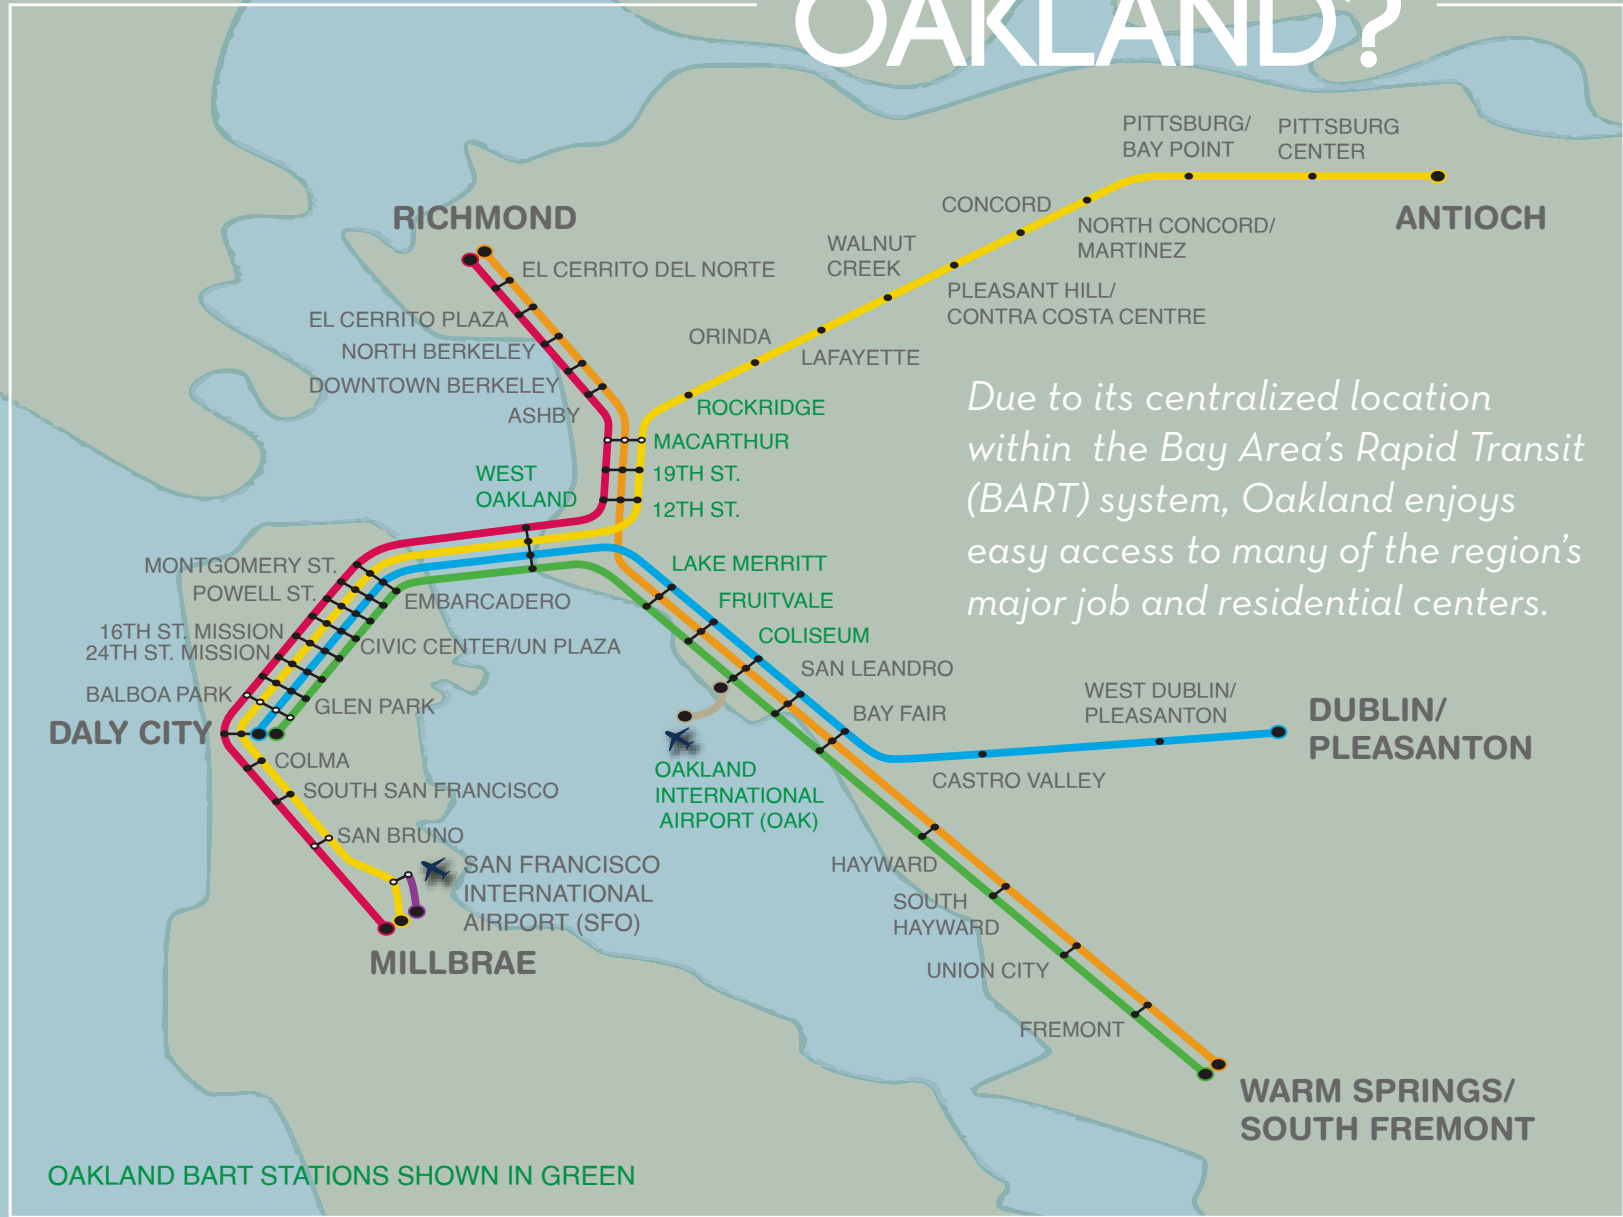 OAKLAND?
PITTSBURG/
BAY POINT
PITTSBURG
CENTER
ANTIOCH
CONCORD
NORTH CONCORD/
MARTINEZ
WALNUT
CREEK
PLEASANT HILL/
CONTRA COSTA CENTRE
ORINDA
LAFAYETTE
ROCKRIDGE
RICHMOND
EL CERRITO DEL NORTE
EL CERRITO PLAZA
NORTH BERKELEY
DOWNTOWN BERKELEY
ASHBY
MACARTHUR
19TH ST.
12TH ST.
WEST
OAKLAND
Due to its centralized location
within the Bay Area's Rapid Transit
(BART) system, Oakland enjoys
easy access to many of the region's
major job and residential centers.
LAKE MERRITT
FRUITVALE
COLISEUM
SAN LEANDRO
BAY FAIR
WEST DUBLIN/
PLEASANTON
DUBLIN/
PLEASANTON
CASTRO VALLEY
MONTGOMERY ST.
POWELL ST.
EMBARCADERO
16TH ST. MISSION
24TH ST. MISSION
CIVIC CENTER/UN PLAZA
BALBOA PARK
GLEN PARK
DALY CITY
COLMA
SOUTH SAN FRANCISCO
SAN BRUNO
SAN FRANCISCO
INTERNATIONAL
AIRPORT (SFO)
MILLBRAE
OAKLAND
INTERNATIONAL
AIRPORT (OAK)
HAYWARD
SOUTH
HAYWARD
UNION CITY
FREMONT
WARM SPRINGS/
SOUTH FREMONT
OAKLAND BART STATIONS SHOWN IN GREEN